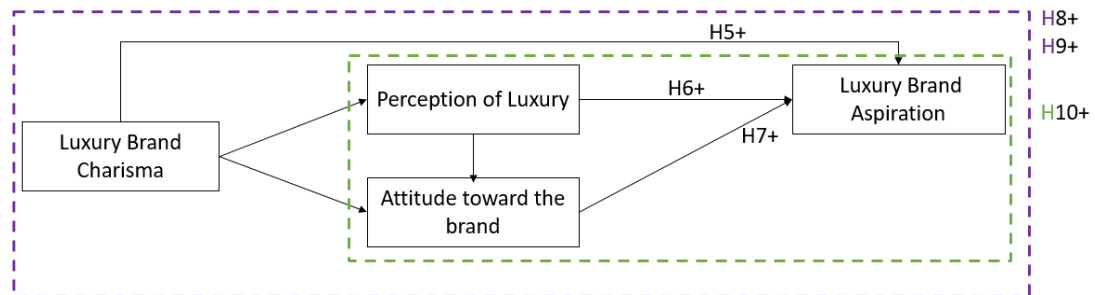 H8+
H5+
H9+
Luxury Brand
Charisma
Perception of Luxury
H6+
Luxury Brand
Aspiration
H10+
H7+
Attitude toward the
brand